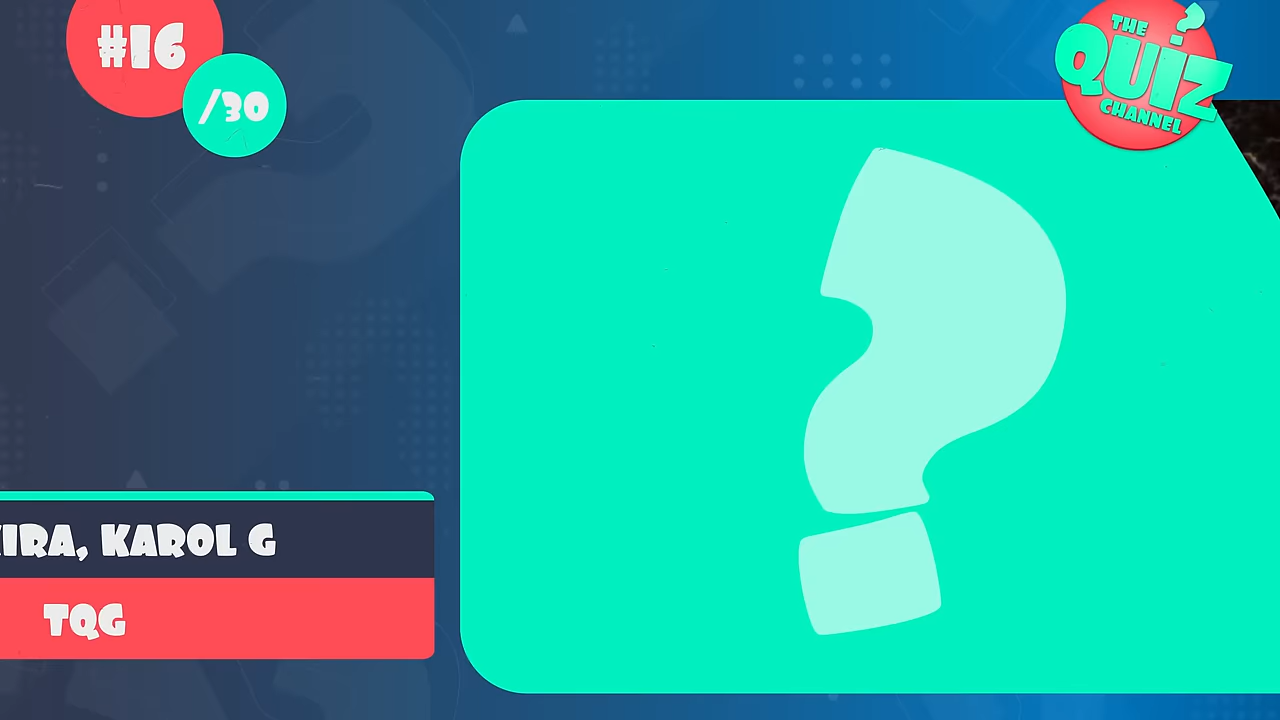 #16
/30
THE
QUIZ
CHANNEL
IRA, KAROL G
TQG